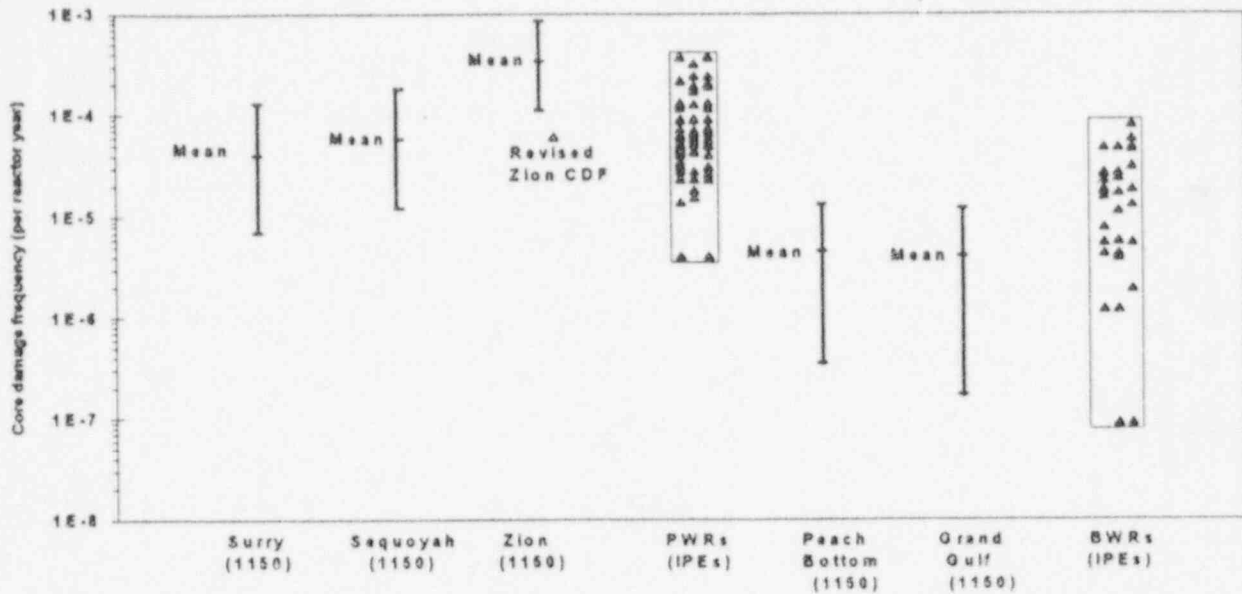 Core damage frequency (per reactor year)
1E-3
1E-4
1E-5
1E-6
1E-7
1E-8
Mean
Mean
Mean
Revised
Zion CDF
Mean
Mean
Surry
(1150)
Sequoyah
(1150)
Zion
(1150)
PWRs
(IPEs)
Peach
Bottom
(1150)
Grand
Gulf
(1150)
BWRs
(IPEs)